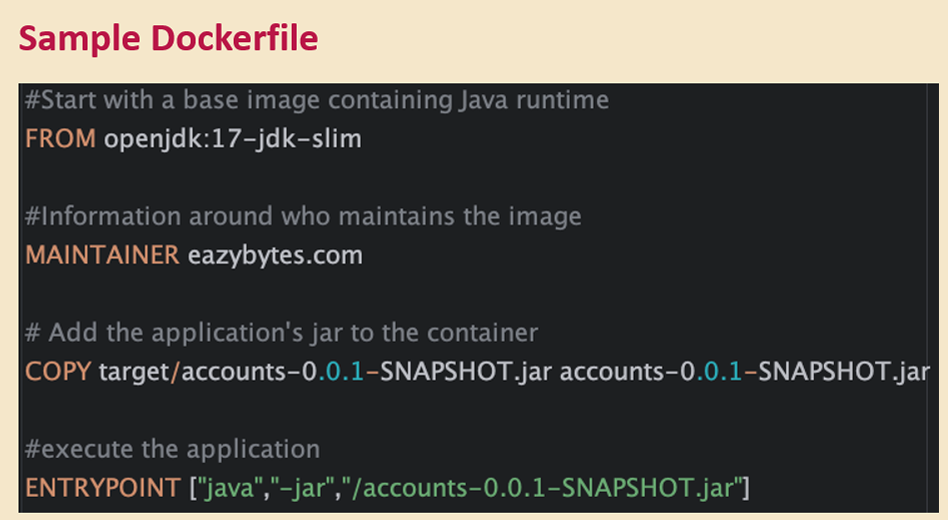 Sample Dockerfile
#Start with a base image containing Java runtime
FROM openjdk:17-jdk-slim
#Information around who maintains the image
MAINTAINER eazybytes.com
# Add the application's jar to the container
COPY target/accounts-0.0.1-SNAPSHOT.jar accounts-0.0.1-SNAPSHOT.jar
#execute the application
ENTRYPOINT ["java","-jar","/accounts-0.0.1-SNAPSHOT.jar"]